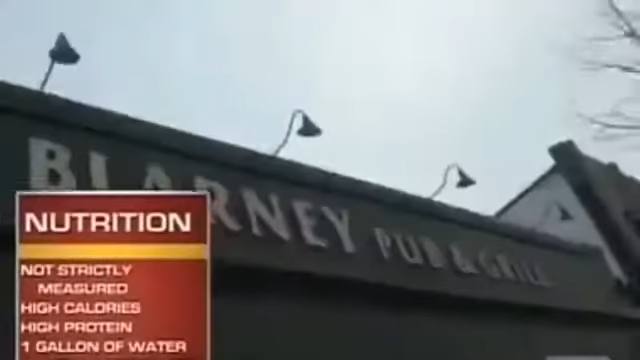 BLARNEY PUB & GRILL
NUTRITION
NOT STRICTLY
MEASURED
HIGH CALORIES
HIGH PROTEIN
1 GALLON OF WATER